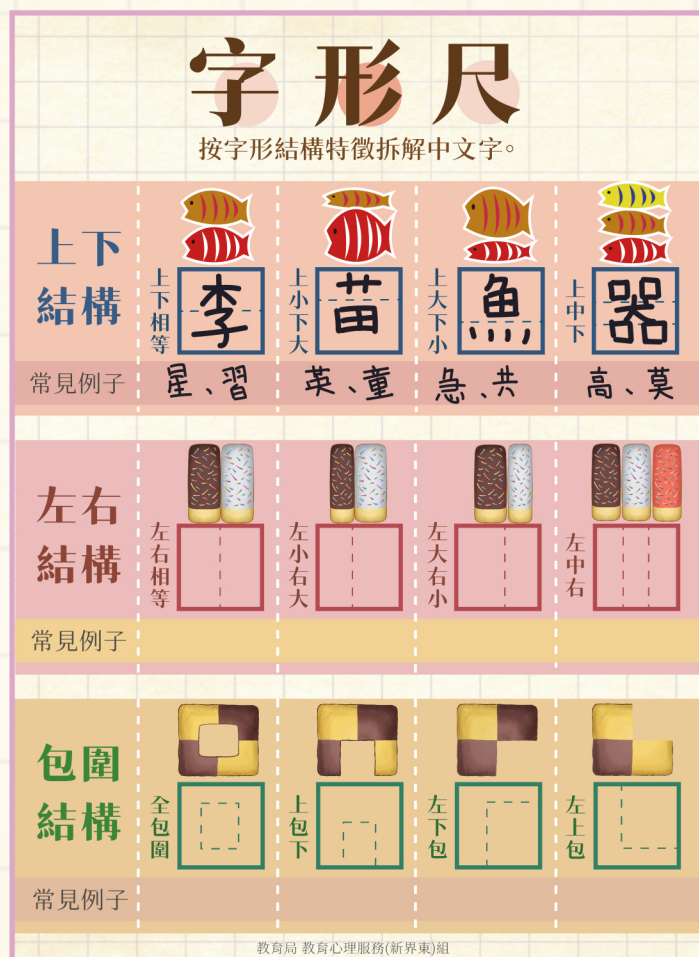 字形尺
按字形結構特徵拆解中文字。
上下結構
上下相等
李
上小下大
苗
上大下小
魚
上中下
器
常見例子
星、習
英、童
急、共
高、莫
左右結構
左右相等
左小右大
左大右小
左中右
常見例子
包圍結構
全包圍
上包下
左下包
左上包
常見例子
教育局 教育心理服務(新界東)組